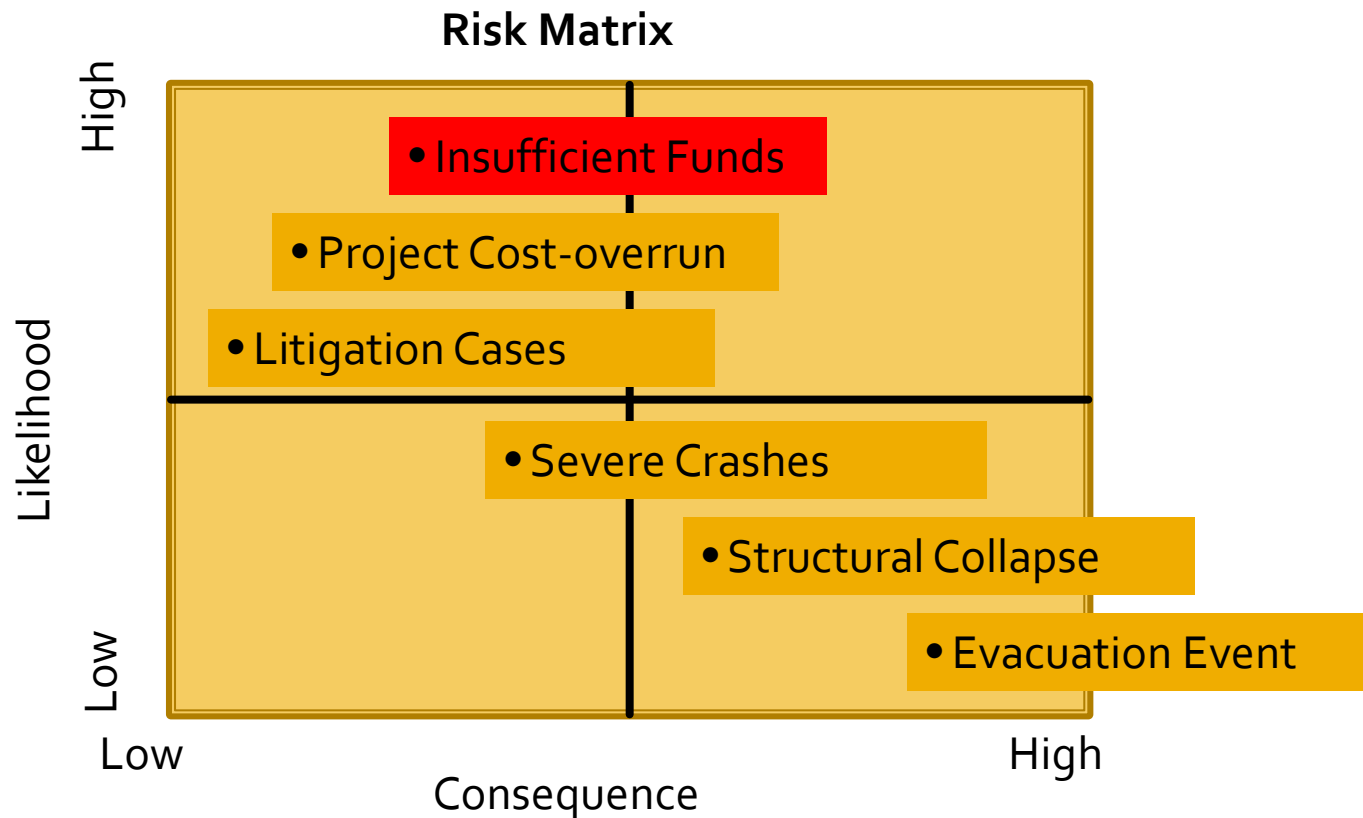 Risk Matrix
High
• Insufficient Funds
• Project Cost-overrun
• Litigation Cases
Likelihood
• Severe Crashes
• Structural Collapse
• Evacuation Event
Low
Low
High
Consequence